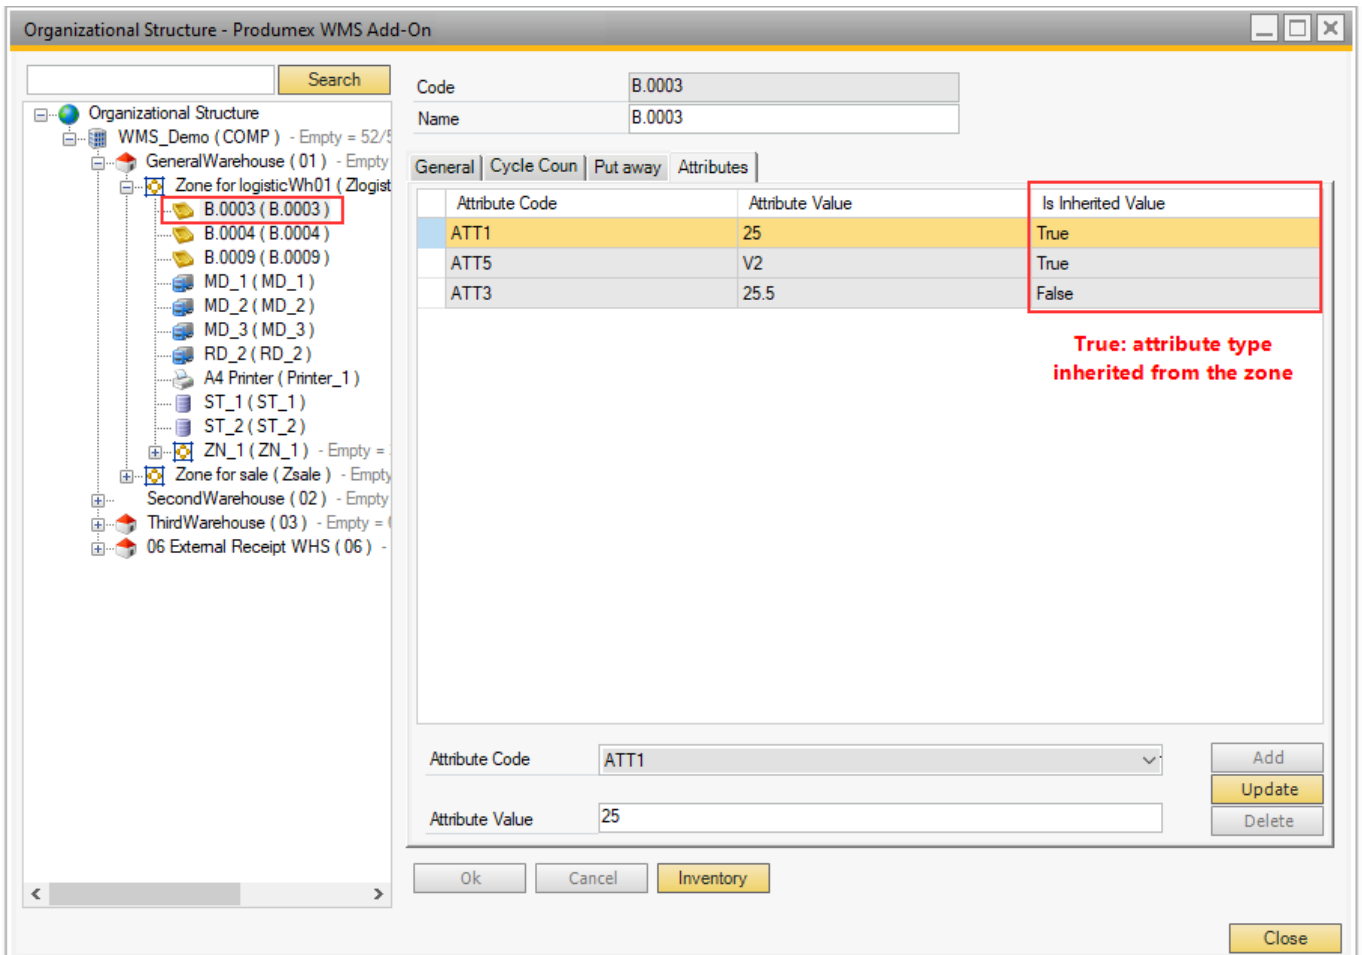 Organizational Structure - Produmex WMS Add-On
Search
Organizational Structure
WMS_Demo ( COMP ) - Empty = 52/5
GeneralWarehouse ( 01 ) - Empty
Zone for logisticWh01 ( Zlogist
B.0003 ( B.0003 )
B.0004 ( B.0004 )
B.0009 ( B.0009 )
MD_1 ( MD_1 )
MD_2 ( MD_2 )
MD_3 ( MD_3 )
RD_2 ( RD_2 )
A4 Printer ( Printer_1 )
ST_1 ( ST_1 )
ST_2 ( ST_2 )
ZN_1 ( ZN_1 ) - Empty =
Zone for sale ( Zsale ) - Empty
SecondWarehouse ( 02 ) - Empty
ThirdWarehouse ( 03 ) - Empty =
06 External Receipt WHS ( 06 ) -
Code B.0003
Name B.0003
General Cycle Coun Put away Attributes
Attribute Code Attribute Value Is Inherited Value
ATT1 25 True
ATT5 V2 True
ATT3 25.5 False
True: attribute type
inherited from the zone
Attribute Code ATT1 Add
Update
Attribute Value 25 Delete
Ok Cancel Inventory
Close